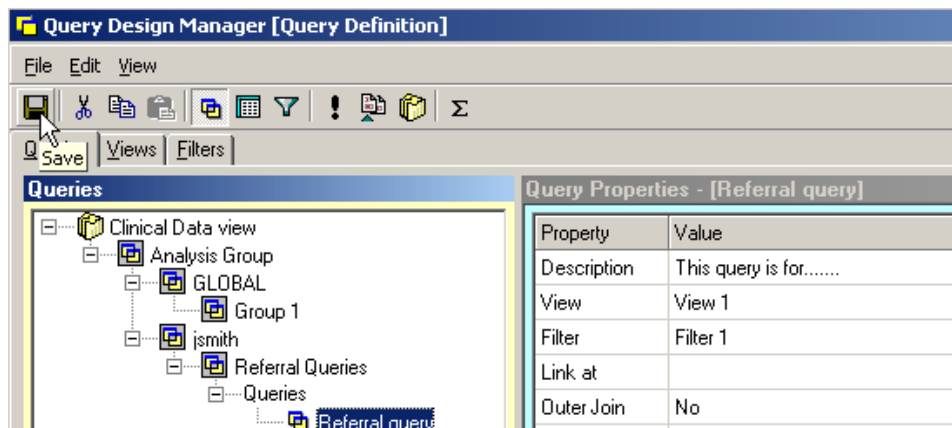 Query Design Manager [Query Definition]
File Edit View
Save
Views Filters
Queries
Clinical Data view
Analysis Group
GLOBAL
Group 1
jsmith
Referral Queries
Queries
Referral query
Query Properties - [Referral query]
Property Value
Description This query is for.......
View View 1
Filter Filter 1
Link at
Outer Join No